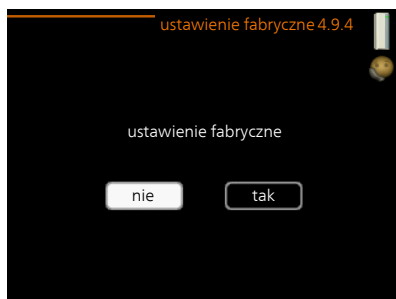 ustawienie fabryczne 4.9.4
ustawienie fabryczne
nie
tak